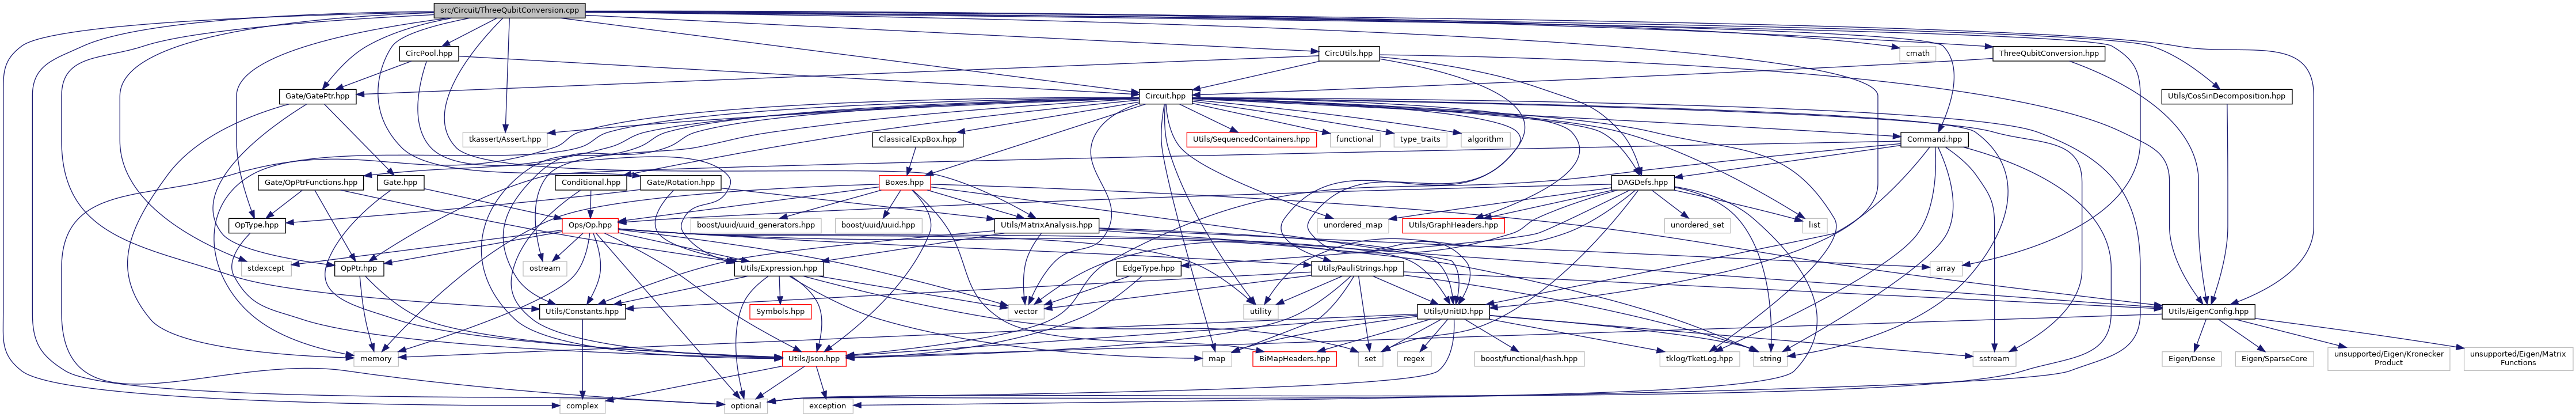 src/Circuit/ThreeQubitConversion.cpp
CircPool.hpp
CircUtils.hpp
cmath
ThreeQubitConversion.hpp
Gate/GatePtr.hpp
Circuit.hpp
Utils/CosSinDecomposition.hpp
tkassert/Assert.hpp
ClassicalExpBox.hpp
Utils/SequencedContainers.hpp
functional
type_traits
algorithm
Command.hpp
Gate/OpPtrFunctions.hpp
Gate.hpp
Conditional.hpp
Gate/Rotation.hpp
Boxes.hpp
DAGDefs.hpp
OpType.hpp
Ops/Op.hpp
boost/uuid/uuid_generators.hpp
boost/uuid/uuid.hpp
Utils/MatrixAnalysis.hpp
unordered_map
Utils/GraphHeaders.hpp
unordered_set
list
stdexcept
OpPtr.hpp
ostream
Utils/Expression.hpp
EdgeType.hpp
Utils/PauliStrings.hpp
array
Utils/Constants.hpp
Symbols.hpp
vector
utility
Utils/UnitID.hpp
Utils/EigenConfig.hpp
memory
Utils/Json.hpp
map
BiMapHeaders.hpp
set
regex
boost/functional/hash.hpp
tklog/TketLog.hpp
string
sstream
Eigen/Dense
Eigen/SparseCore
unsupported/Eigen/Kronecker
Product
unsupported/Eigen/Matrix
Functions
complex
optional
exception